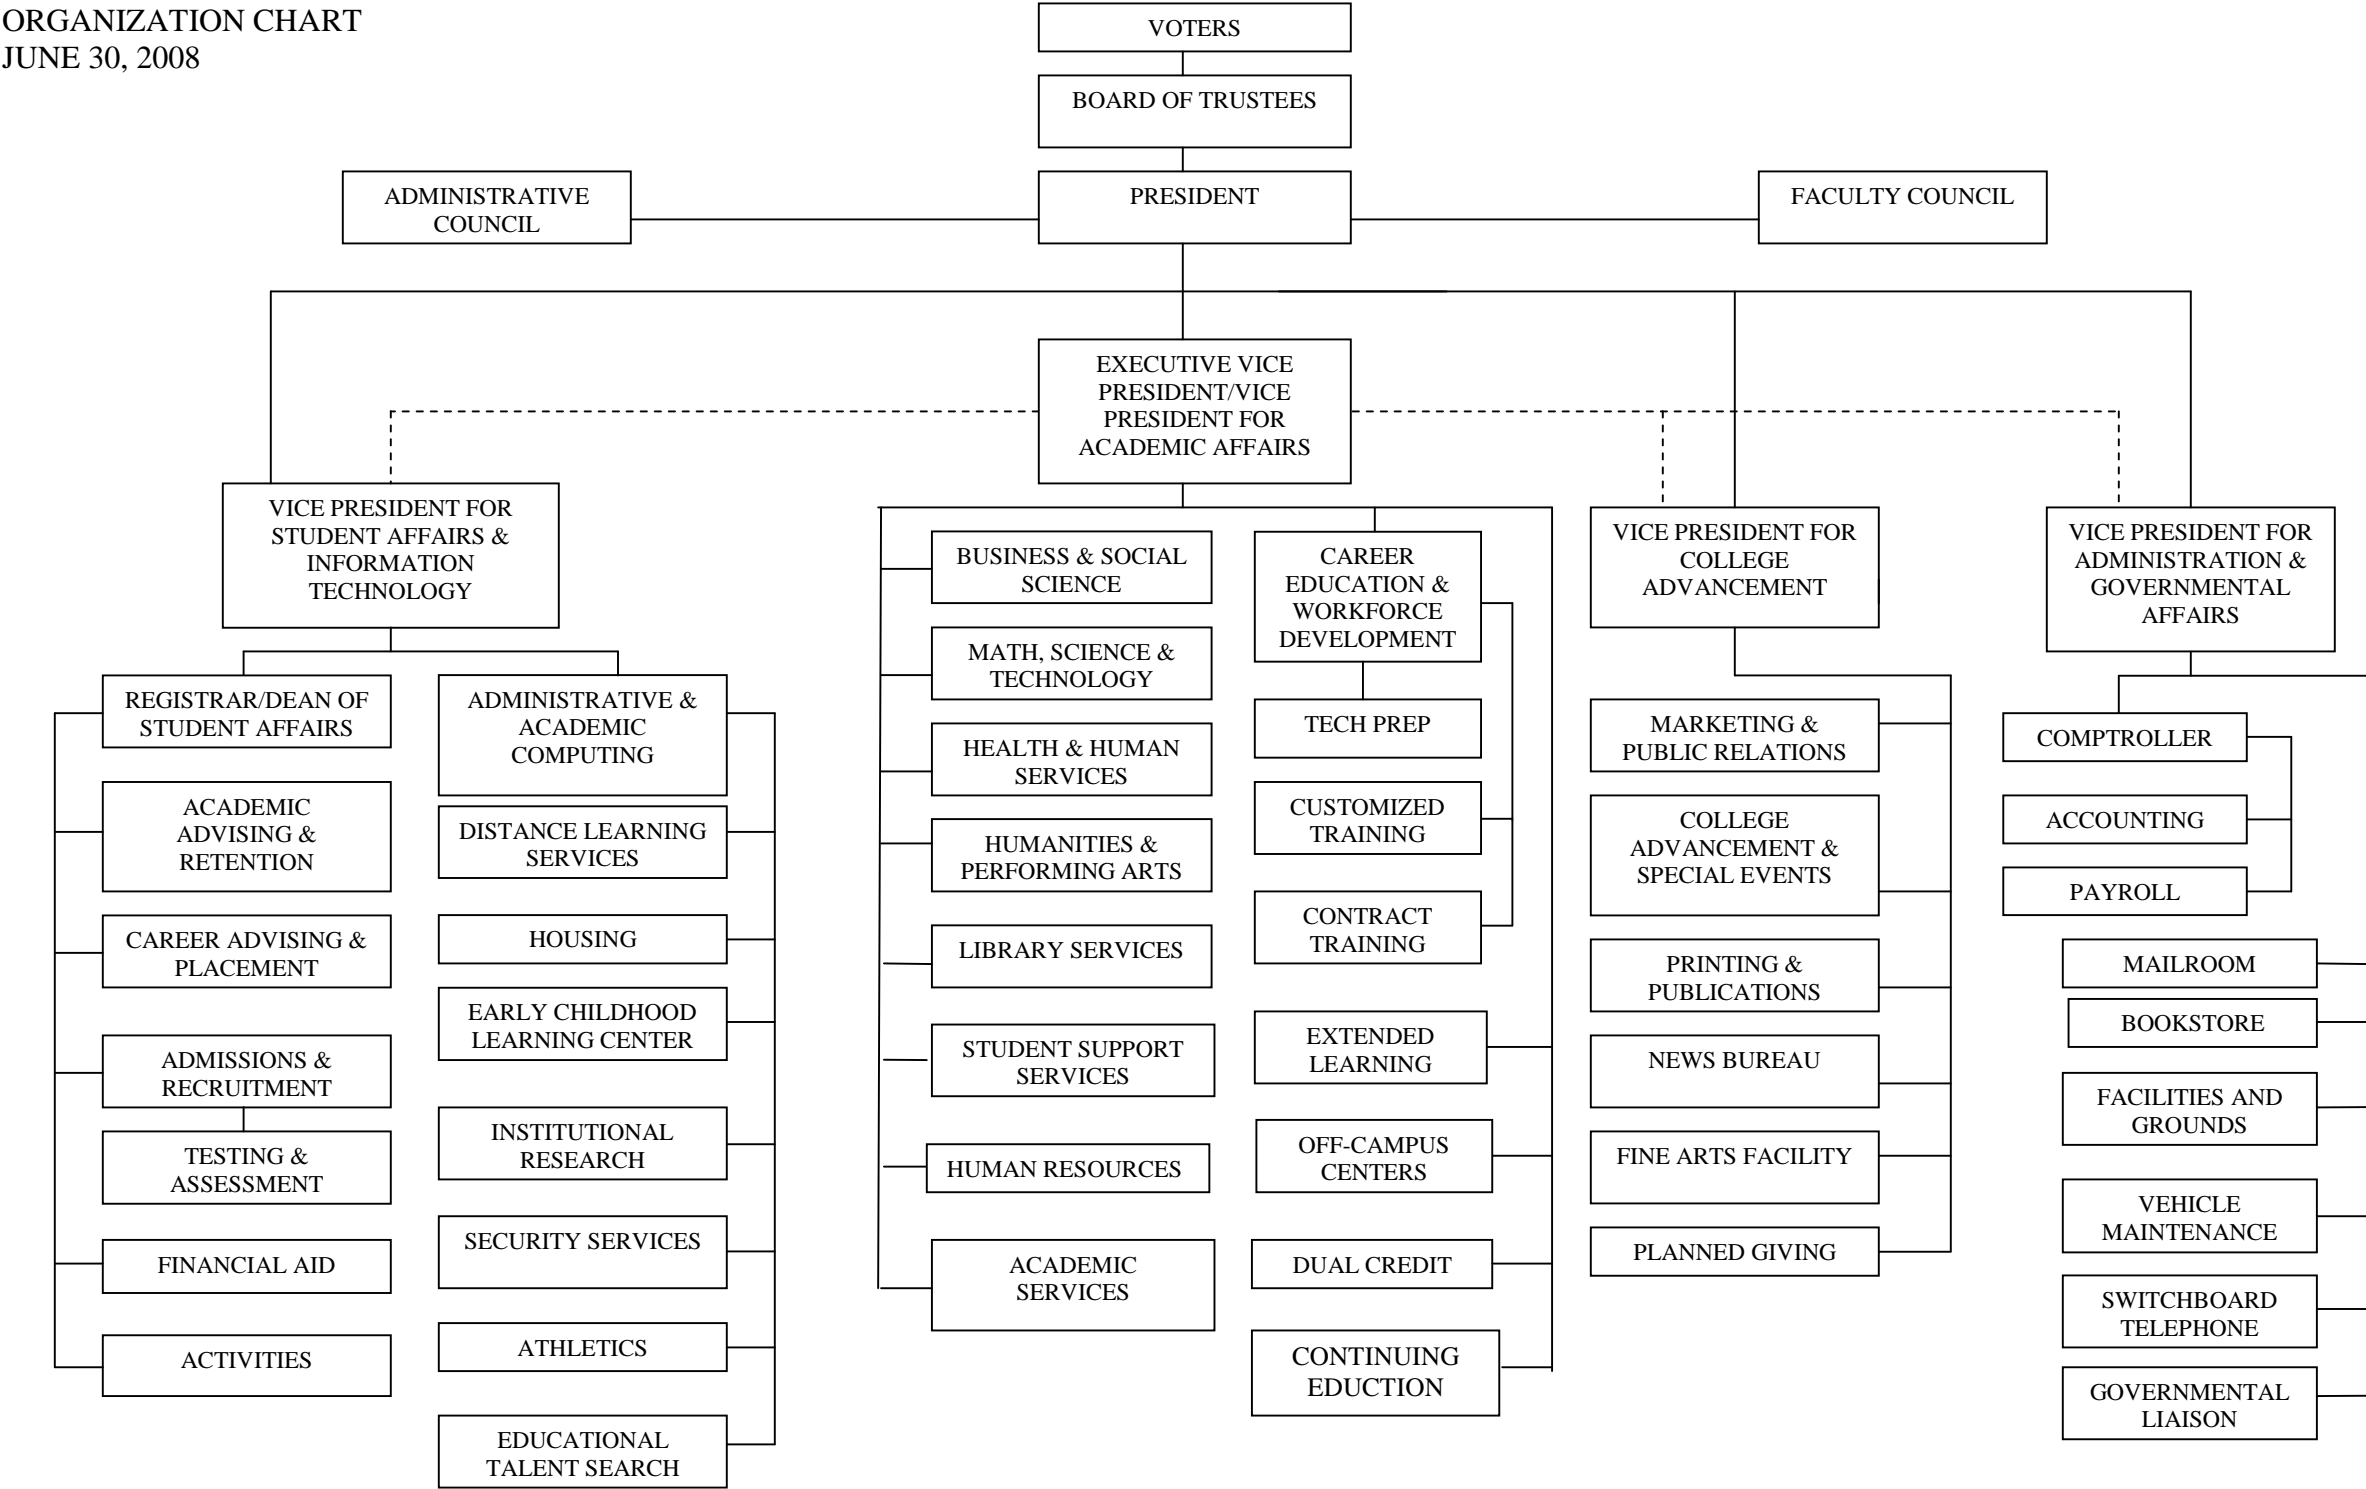 ORGANIZATION CHART
JUNE 30, 2008
VOTERS
BOARD OF TRUSTEES
ADMINISTRATIVE
COUNCIL
PRESIDENT
FACULTY COUNCIL
EXECUTIVE VICE
PRESIDENT/VICE
PRESIDENT FOR
ACADEMIC AFFAIRS
VICE PRESIDENT FOR
STUDENT AFFAIRS &
INFORMATION
TECHNOLOGY
REGISTRAR/DEAN OF
STUDENT AFFAIRS
ACADEMIC
ADVISING &
RETENTION
CAREER ADVISING &
PLACEMENT
ADMISSIONS &
RECRUITMENT
TESTING &
ASSESSMENT
FINANCIAL AID
ACTIVITIES
ADMINISTRATIVE &
ACADEMIC
COMPUTING
DISTANCE LEARNING
SERVICES
HOUSING
EARLY CHILDHOOD
LEARNING CENTER
INSTITUTIONAL
RESEARCH
SECURITY SERVICES
ATHLETICS
EDUCATIONAL
TALENT SEARCH
BUSINESS & SOCIAL
SCIENCE
MATH, SCIENCE &
TECHNOLOGY
HEALTH & HUMAN
SERVICES
HUMANITIES &
PERFORMING ARTS
LIBRARY SERVICES
STUDENT SUPPORT
SERVICES
HUMAN RESOURCES
ACADEMIC
SERVICES
CAREER
EDUCATION &
WORKFORCE
DEVELOPMENT
TECH PREP
CUSTOMIZED
TRAINING
CONTRACT
TRAINING
EXTENDED
LEARNING
OFF-CAMPUS
CENTERS
DUAL CREDIT
CONTINUING
EDUCTION
VICE PRESIDENT FOR
COLLEGE
ADVANCEMENT
MARKETING &
PUBLIC RELATIONS
COLLEGE
ADVANCEMENT &
SPECIAL EVENTS
PRINTING &
PUBLICATIONS
NEWS BUREAU
FINE ARTS FACILITY
PLANNED GIVING
VICE PRESIDENT FOR
ADMINISTRATION &
GOVERNMENTAL
AFFAIRS
COMPTROLLER
ACCOUNTING
PAYROLL
MAILROOM
BOOKSTORE
FACILITIES AND
GROUNDS
VEHICLE
MAINTENANCE
SWITCHBOARD
TELEPHONE
GOVERNMENTAL
LIAISON